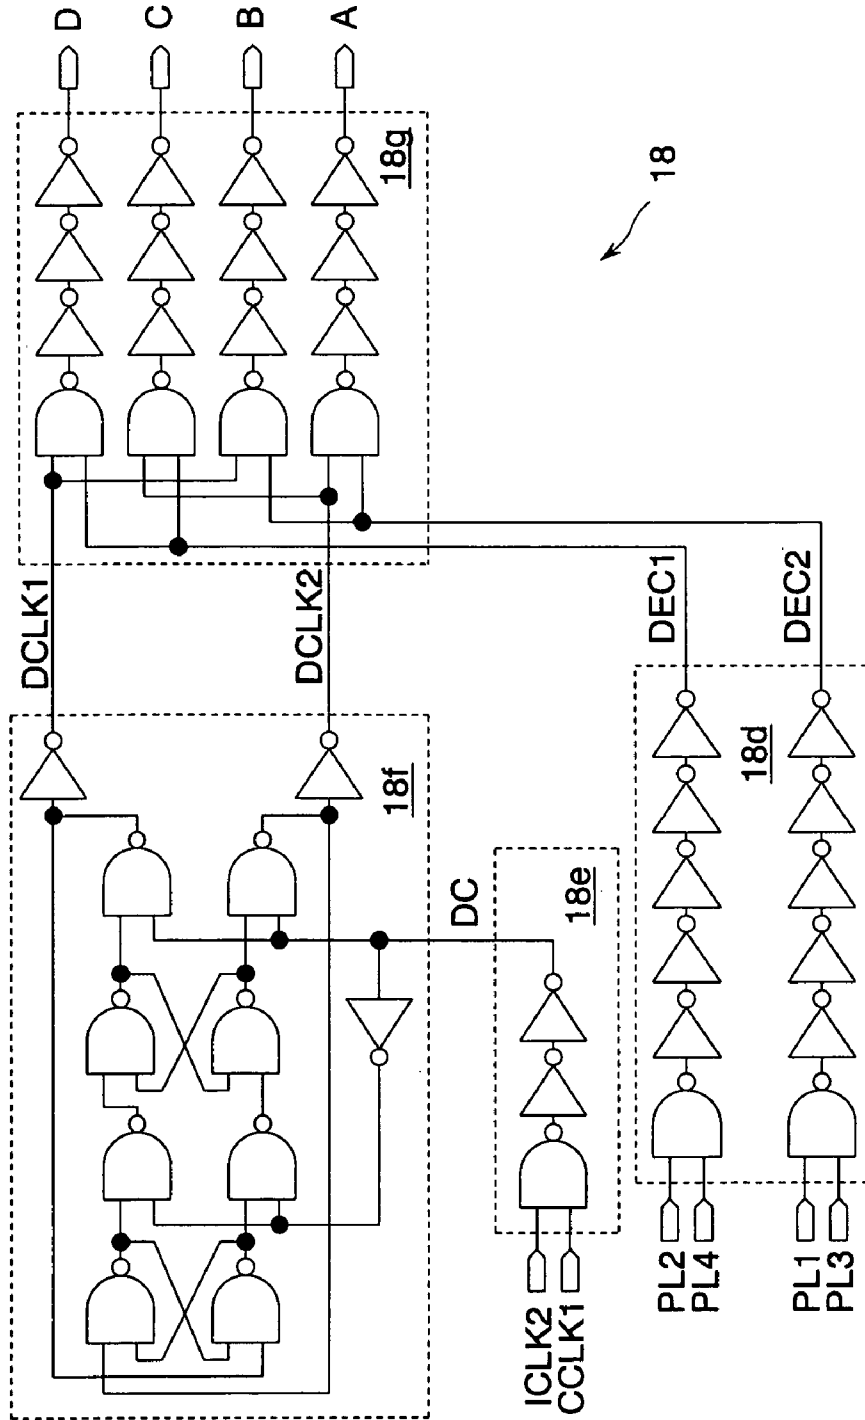 D
C
B
A
18g
18
DCLK1
DCLK2
DEC1
DEC2
18f
18d
DC
18e
ICLK2
CCLK1
PL2
PL4
PL1
PL3